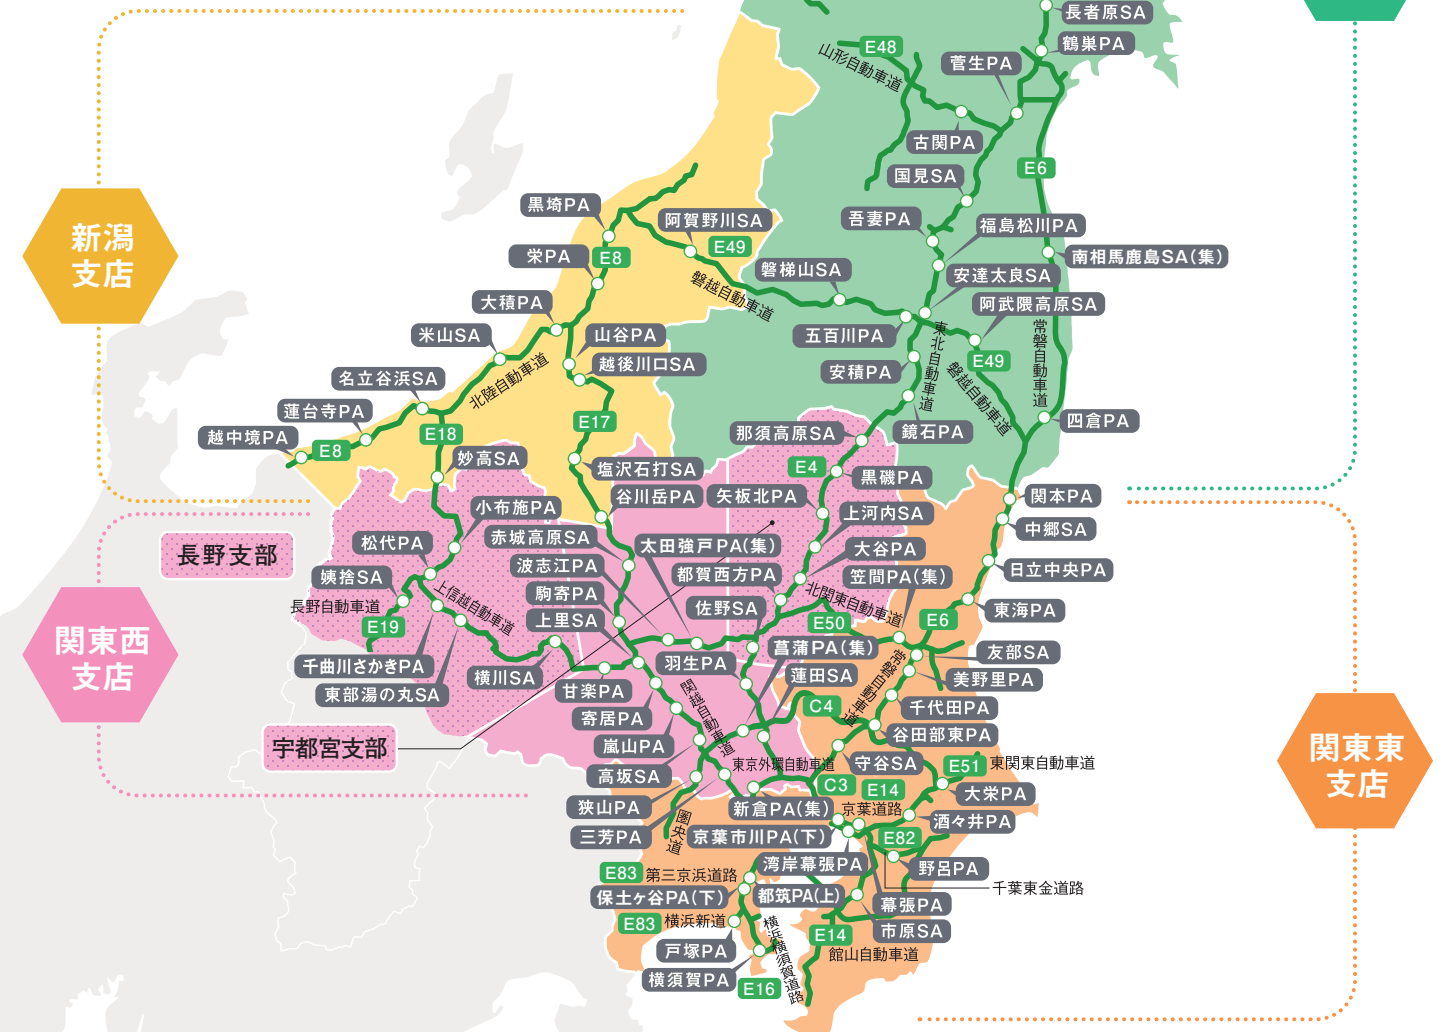 長者原SA
鶴巣PA
E48
山形自動車道
菅生PA
古関PA
E6
国見SA
黒埼PA
阿賀野川SA
吾妻PA
福島松川PA
新潟
支店
栄PA
E8
E49
磐梯山SA
南相馬鹿島SA(集)
安達太良SA
磐越自動車道
大積PA
阿武隈高原SA
米山SA
山谷PA
五百川PA
東北自動車道
常磐自動車道
越後川口SA
安積PA
E49
磐越自動車道
名立谷浜SA
北陸自動車道
蓮台寺PA
E17
四倉PA
越中境PA
E8
E18
那須高原SA
鏡石PA
妙高SA
塩沢石打SA
E4
黒磯PA
谷川岳PA
矢板北PA
関本PA
小布施PA
上河内SA
中郷SA
松代PA
赤城高原SA
太田強戸PA(集)
大谷PA
長野支部
波志江PA
都賀西方PA
笠間PA(集)
日立中央PA
姨捨SA
上信越自動車道
駒寄PA
北関東自動車道
長野自動車道
佐野SA
東海PA
E19
上里SA
E50
E6
関東西
支店
千曲川さかきPA
横川SA
羽生PA
菖蒲PA(集)
友部SA
東部湯の丸SA
甘楽PA
蓮田SA
常磐自動車道
美野里PA
関越自動車道
C4
千代田PA
寄居PA
谷田部東PA
宇都宮支部
嵐山PA
関東東
支店
高坂SA
東京外環自動車道
守谷SA
E51
東関東自動車道
C3
E14
大栄PA
狭山PA
新倉PA(集)
京葉道路
酒々井PA
圏央道
三芳PA
京葉市川PA(下)
E82
湾岸幕張PA
野呂PA
E83
第三京浜道路
千葉東金道路
保土ヶ谷PA(下)
都筑PA(上)
幕張PA
E83
横浜新道
横浜横須賀道路
E14
市原SA
戸塚PA
館山自動車道
横須賀PA
E16